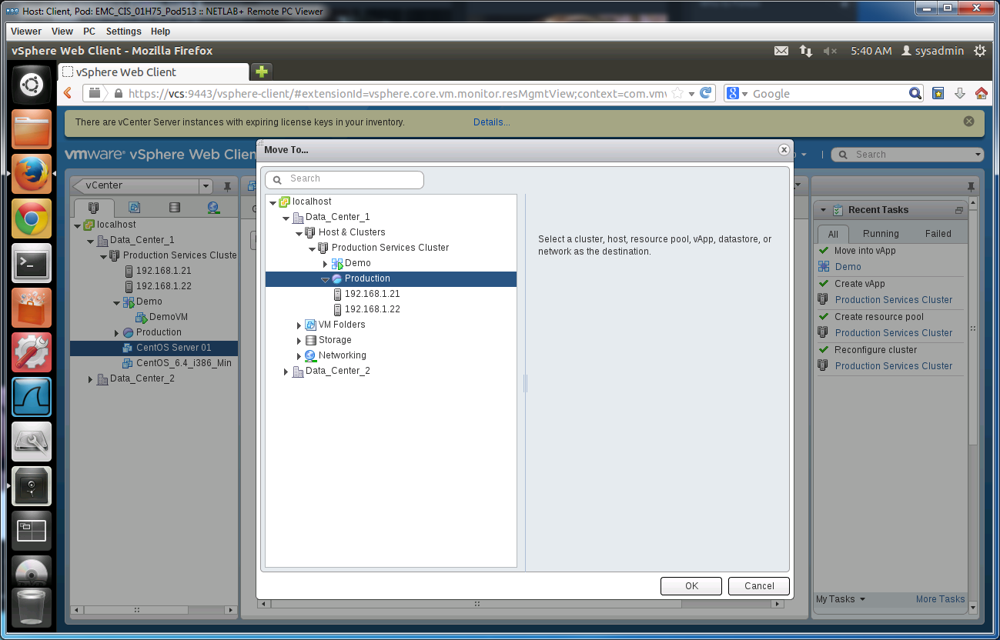 Host: Client, Pod: EMC_CIS_01H75_Pod513 :: NETLAB+ Remote PC Viewer
Viewer View PC Settings Help
vSphere Web Client - Mozilla Firefox
5:40 AM sysadmin
vSphere Web Client
https://vcs:9443/vsphere-client/#extensionId=vsphere.core.vm.monitor.resMgmtView;context=com.vmv
Google
There are vCenter Server instances with expiring license keys in your inventory. Details...
vmware® vSphere Web Clien
Search
vCenter
localhost
Data_Center_1
Production Services Cluste
192.168.1.21
192.168.1.22
Demo
DemoVM
Production
CentOS Server 01
CentOS_6.4_i386_Min
Data_Center_2
Move To...
Search
localhost
Data_Center_1
Host & Clusters
Production Services Cluster
Demo
Production
192.168.1.21
192.168.1.22
VM Folders
Storage
Networking
Data_Center_2
Select a cluster, host, resource pool, vApp, datastore, or
network as the destination.
OK Cancel
Recent Tasks
All Running Failed
Move into vApp
Demo
Create vApp
Production Services Cluster
Create resource pool
Production Services Cluster
Reconfigure cluster
Production Services Cluster
My Tasks More Tasks